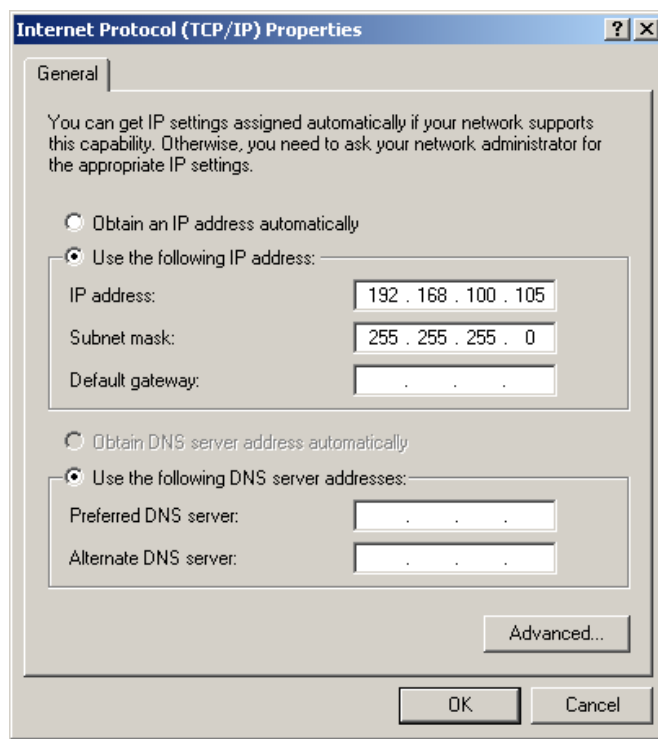 Internet Protocol (TCP/IP) Properties
General
You can get IP settings assigned automatically if your network supports
this capability. Otherwise, you need to ask your network administrator for
the appropriate IP settings.
Obtain an IP address automatically
Use the following IP address:
IP address: 192 . 168 . 100 . 105
Subnet mask: 255 . 255 . 255 . 0
Default gateway: . . .
Obtain DNS server address automatically
Use the following DNS server addresses:
Preferred DNS server: . . .
Alternate DNS server: . . .
Advanced...
OK Cancel